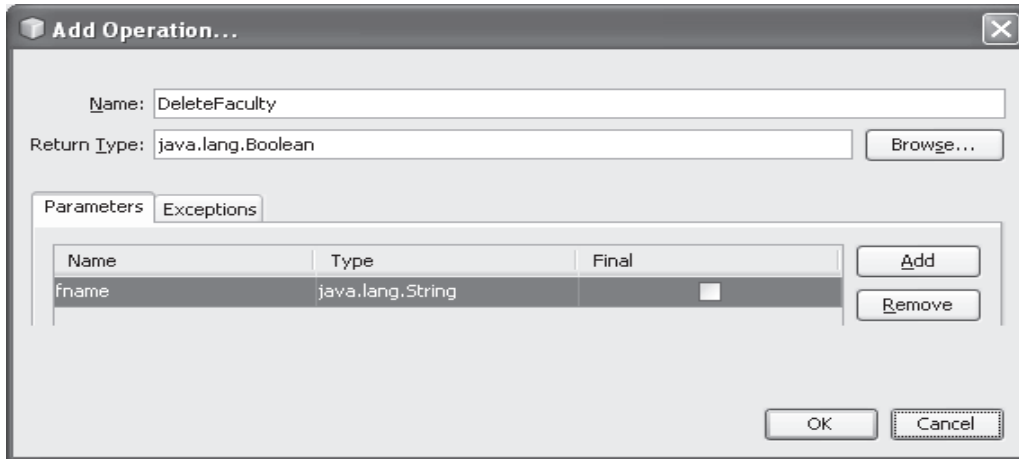 Add Operation...
Name: DeleteFaculty
Return Type: java.lang.Boolean Browse...
Parameters Exceptions
Name Type Final Add
fname java.lang.String Remove
OK Cancel